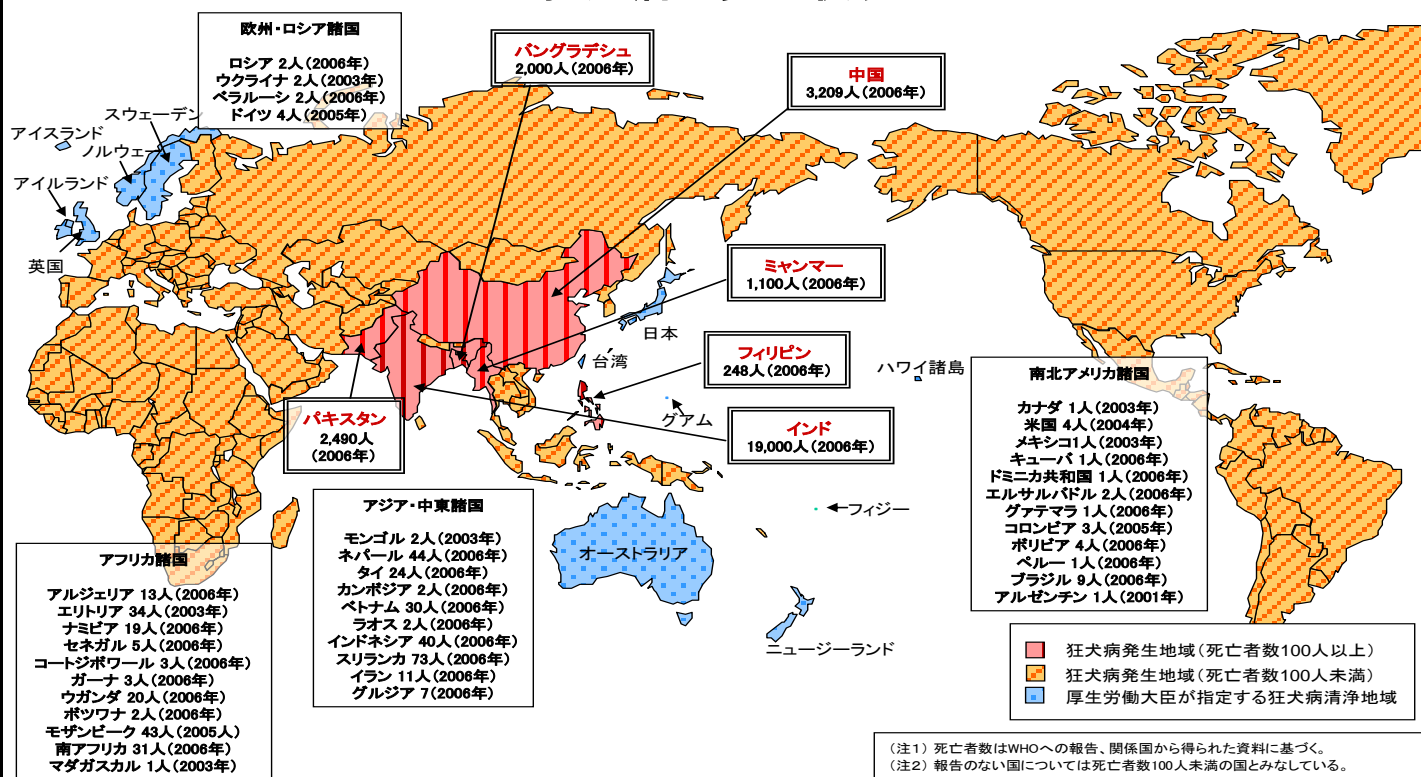 欧州・ロシア諸国
ロシア 2人(2006年)
ウクライナ 2人(2003年)
ベラルーシ 2人(2006年)
ドイツ 4人(2005年)
バングラデシュ
2,000人(2006年)
中国
3,209人(2006年)
スウェーデン
アイスランド
ノルウェー
アイルランド
英国
ミャンマー
1,100人(2006年)
日本
台湾
フィリピン
248人(2006年)
ハワイ諸島
グアム
パキスタン
2,490人
(2006年)
インド
19,000人(2006年)
南北アメリカ諸国
カナダ 1人(2003年)
米国 4人(2004年)
メキシコ1人(2003年)
キューバ 1人(2006年)
ドミニカ共和国 1人(2006年)
エルサルバドル 2人(2006年)
グァテマラ 1人(2006年)
コロンビア 3人(2005年)
ボリビア 4人(2006年)
ペルー 1人(2006年)
ブラジル 9人(2006年)
アルゼンチン 1人(2001年)
アジア・中東諸国
モンゴル 2人(2003年)
ネパール 44人(2006年)
タイ 24人(2006年)
カンボジア 2人(2006年)
ベトナム 30人(2006年)
ラオス 2人(2006年)
インドネシア 40人(2006年)
スリランカ 73人(2006年)
イラン 11人(2006年)
グルジア 7(2006年)
フィジー
オーストラリア
ニュージーランド
アフリカ諸国
アルジェリア 13人(2006年)
エリトリア 34人(2003年)
ナミビア 19人(2006年)
セネガル 5人(2006年)
コートジボワール 3人(2006年)
ガーナ 3人(2006年)
ウガンダ 20人(2006年)
ボツワナ 2人(2006年)
モザンビーク 43人(2005人)
南アフリカ 31人(2006年)
マダガスカル 1人(2003年)
狂犬病発生地域(死亡者数100人以上)
狂犬病発生地域(死亡者数100人未満)
厚生労働大臣が指定する狂犬病清浄地域
(注1) 死亡者数はWHOへの報告、関係国から得られた資料に基づく。
(注2) 報告のない国については死亡者数100人未満の国とみなしている。